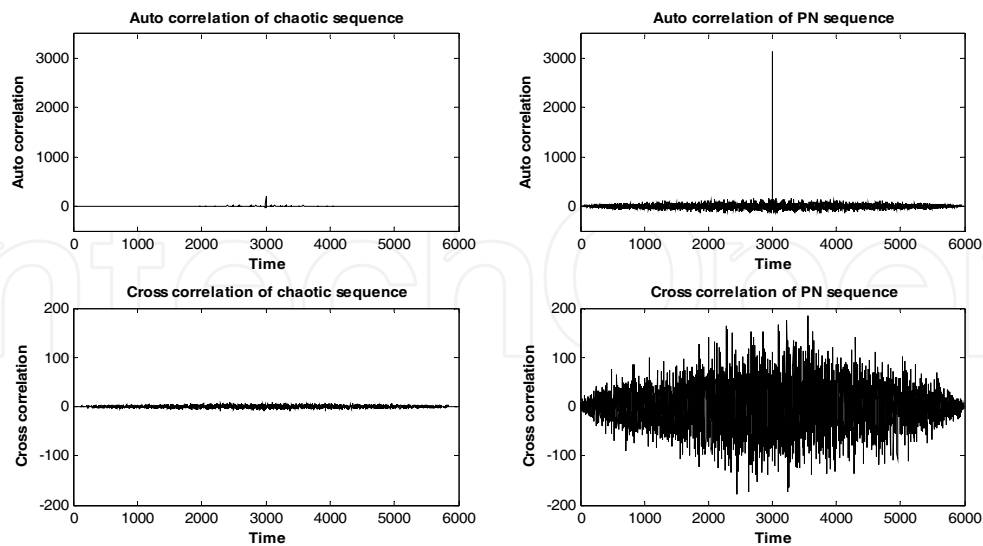 Auto correlation of chaotic sequence
Auto correlation
3000
2000
1000
0
0 1000 2000 3000 4000 5000 6000
Time
Auto correlation of PN sequence
Auto correlation
3000
2000
1000
0
0 1000 2000 3000 4000 5000 6000
Time
Cross correlation of chaotic sequence
Cross correlation
200
100
0
-100
-200
0 1000 2000 3000 4000 5000 6000
Time
Cross correlation of PN sequence
Cross correlation
200
100
0
-100
-200
0 1000 2000 3000 4000 5000 6000
Time